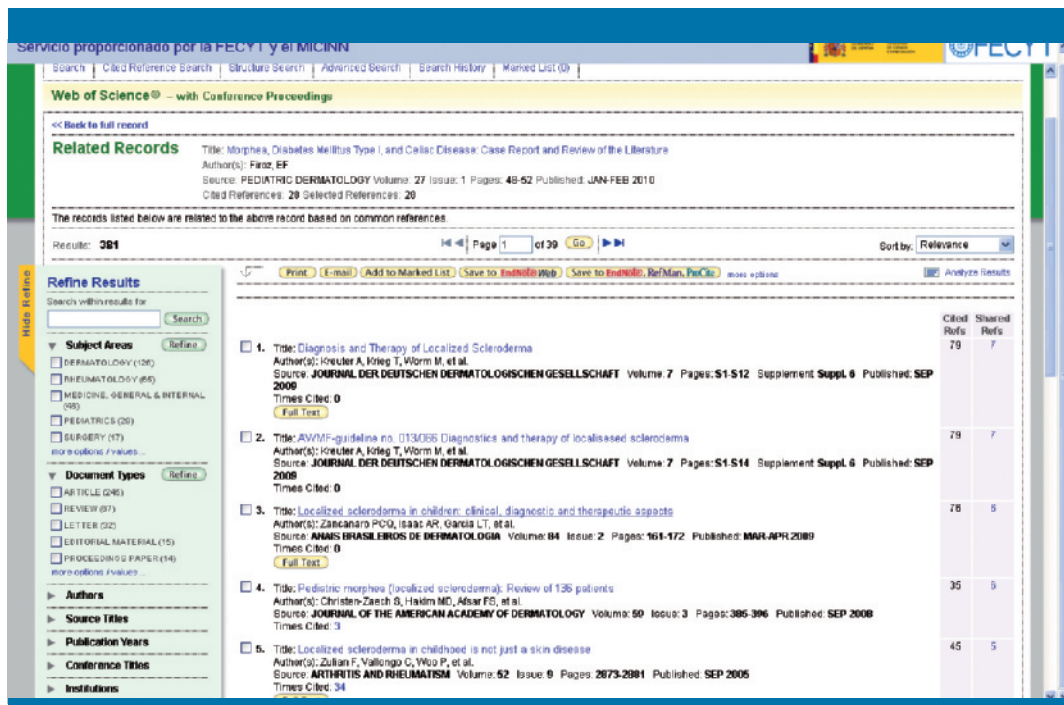 Servicio proporcionado por la FECYT y el MICINN
FECYT
Search | Cited Reference Search | Structure Search | Advanced Search | Search History | Marked List (0)
Web of Science® – with Conference Proceedings
<< Back to full record
Related Records
Title: Morphea, Diabetes Mellitus Type I, and Celiac Disease: Case Report and Review of the Literature
Author(s): Firoz, EF
Source: PEDIATRIC DERMATOLOGY Volume: 27 Issue: 1 Pages: 48-52 Published: JAN-FEB 2010
Cited References: 28 Selected References: 28
The records listed below are related to the above record based on common references.
Results: 381
Page 1 of 39 Go
Sort by: Relevance
Hide Refine
Refine Results
Search within results for
Search
Subject Areas Refine
DERMATOLOGY (126)
RHEUMATOLOGY (65)
MEDICINE, GENERAL & INTERNAL
PEDIATRICS (29)
SURGERY (17)
more options / values...
Document Types Refine
ARTICLE (246)
REVIEW (87)
LETTER (32)
EDITORIAL MATERIAL (15)
PROCEEDINGS PAPER (14)
more options / values...
Authors
Source Titles
Publication Years
Conference Titles
Institutions
Print E-mail Add to Marked List Save to EndNote Web Save to EndNote, RefMan, ProCite more options
Analyze Results
Cited Refs Shared Refs
1. Title: Diagnosis and Therapy of Localized Scleroderma
Author(s): Kreuter A, Krieg T, Worm M, et al.
Source: JOURNAL DER DEUTSCHEN DERMATOLOGISCHEN GESELLSCHAFT Volume: 7 Pages: S1-S12 Supplement Suppl. 6 Published: SEP
2009
Times Cited: 0
Full Text
79 7
2. Title: AWMF-guideline no. 013/066 Diagnostics and therapy of localisased scleroderma
Author(s): Kreuter A, Krieg T, Worm M, et al.
Source: JOURNAL DER DEUTSCHEN DERMATOLOGISCHEN GESELLSCHAFT Volume: 7 Pages: S1-S14 Supplement Suppl. 6 Published: SEP
2009
Times Cited: 0
79 7
3. Title: Localized scleroderma in children: clinical, diagnostic and therapeutic aspects
Author(s): Zancanaro PCQ, Isaac AR, Garcia LT, et al.
Source: ANAIS BRASILEIROS DE DERMATOLOGIA Volume: 84 Issue: 2 Pages: 161-172 Published: MAR-APR 2009
Times Cited: 0
Full Text
76 6
4. Title: Pediatric morphea (localized scleroderma): Review of 136 patients
Author(s): Christen-Zaech S, Hakim MD, Afsar FS, et al.
Source: JOURNAL OF THE AMERICAN ACADEMY OF DERMATOLOGY Volume: 59 Issue: 3 Pages: 385-396 Published: SEP 2008
Times Cited: 3
35 6
5. Title: Localized scleroderma in childhood is not just a skin disease
Author(s): Zulian F, Vallongo C, Woo P, et al.
Source: ARTHRITIS AND RHEUMATISM Volume: 52 Issue: 9 Pages: 2873-2881 Published: SEP 2005
Times Cited: 34
45 5